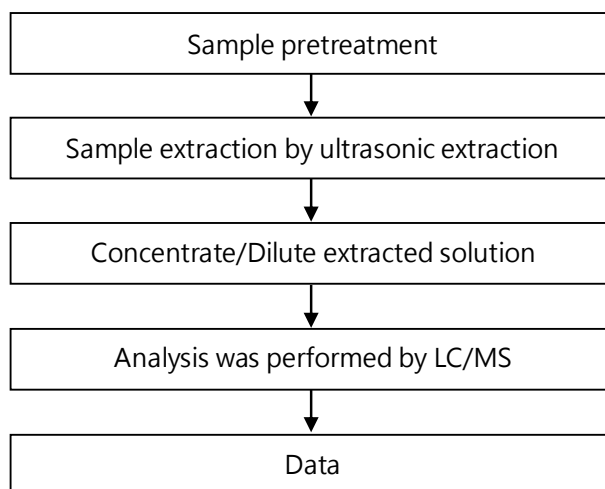 Sample pretreatment
Sample extraction by ultrasonic extraction
Concentrate/Dilute extracted solution
Analysis was performed by LC/MS
Data